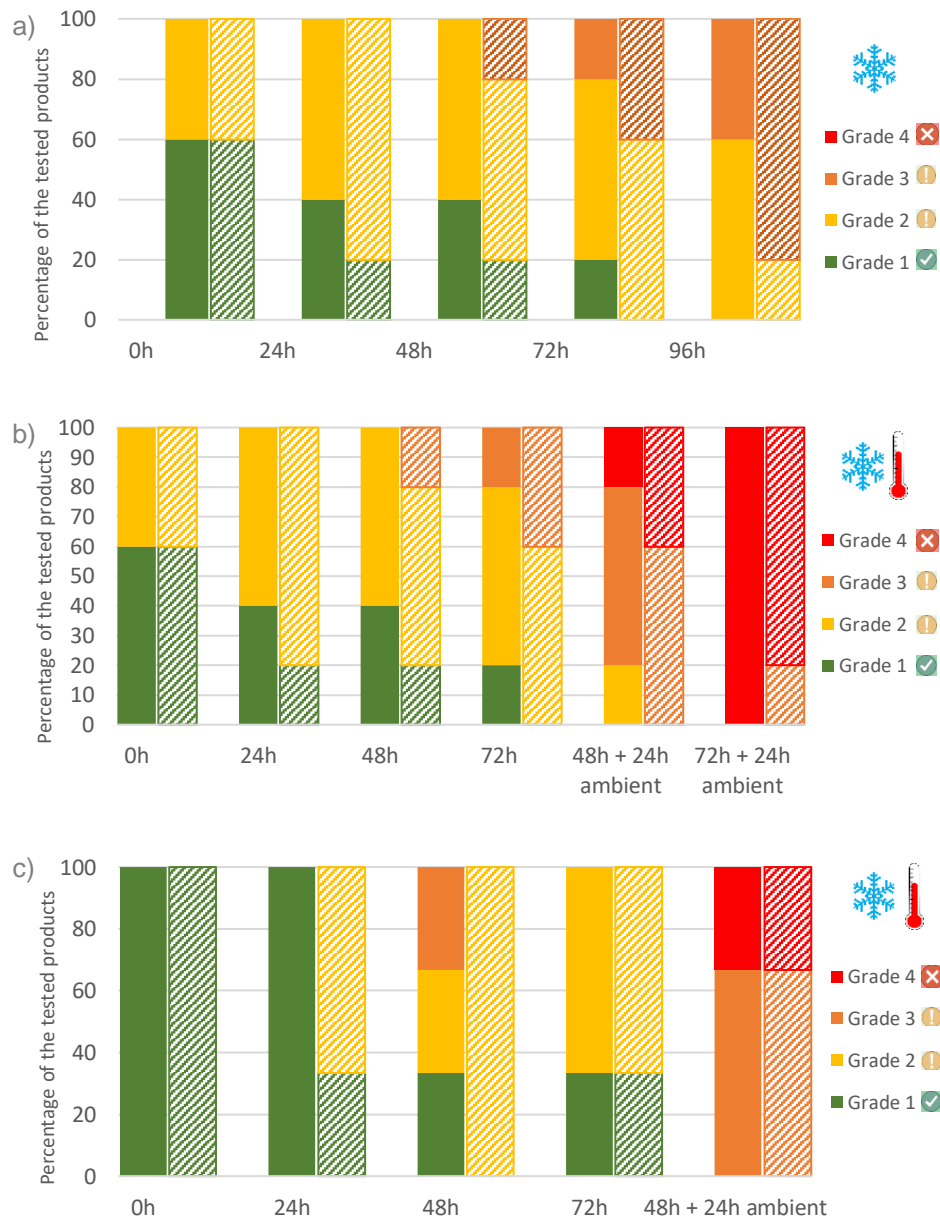 a)
Percentage of the tested products
100
80
60
40
20
0
0h 24h 48h 72h 96h
Grade 4
Grade 3
Grade 2
Grade 1
b)
Percentage of the tested products
100
90
80
70
60
50
40
30
20
10
0
0h 24h 48h 72h 48h + 24h 72h + 24h
ambient ambient
Grade 4
Grade 3
Grade 2
Grade 1
c)
Percentage of the tested products
100
80
60
40
20
0
0h 24h 48h 72h 48h + 24h ambient
Grade 4
Grade 3
Grade 2
Grade 1